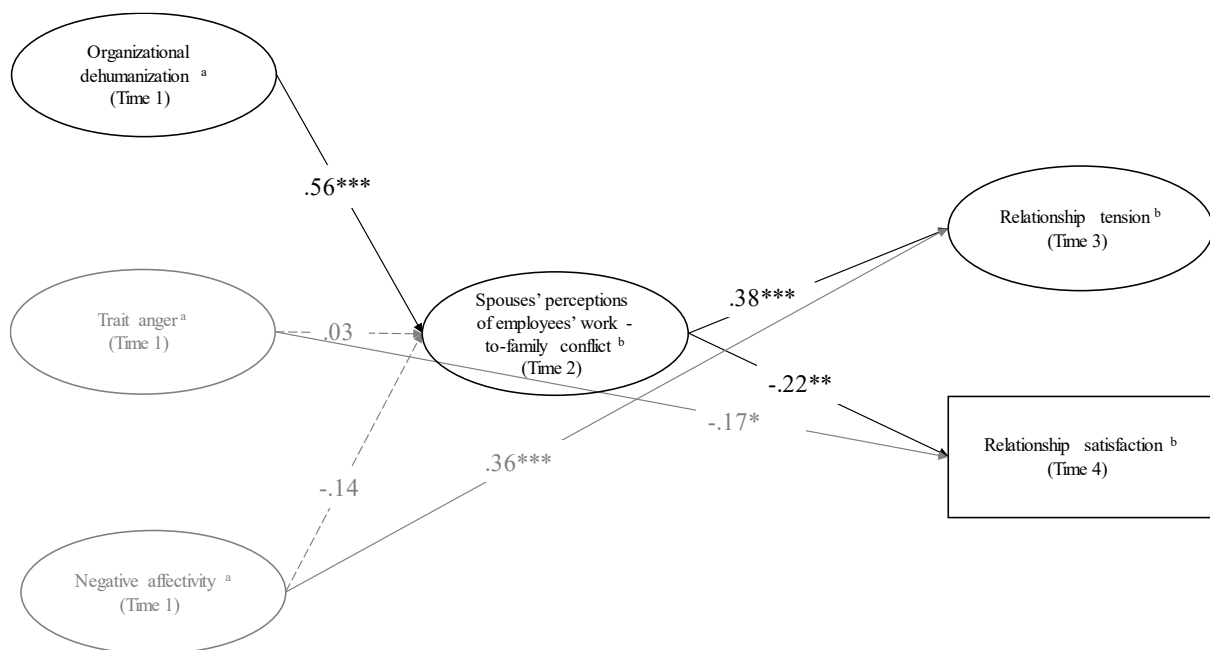 Organizational
dehumanization a
(Time 1)
.56***
Relationship tension b
(Time 3)
Trait anger a
(Time 1)
.03
Spouses’ perceptions
of employees’ work -
to-family conflict b
(Time 2)
.38***
-.22**
-.17*
Relationship satisfaction b
(Time 4)
.36***
-.14
Negative affectivity a
(Time 1)